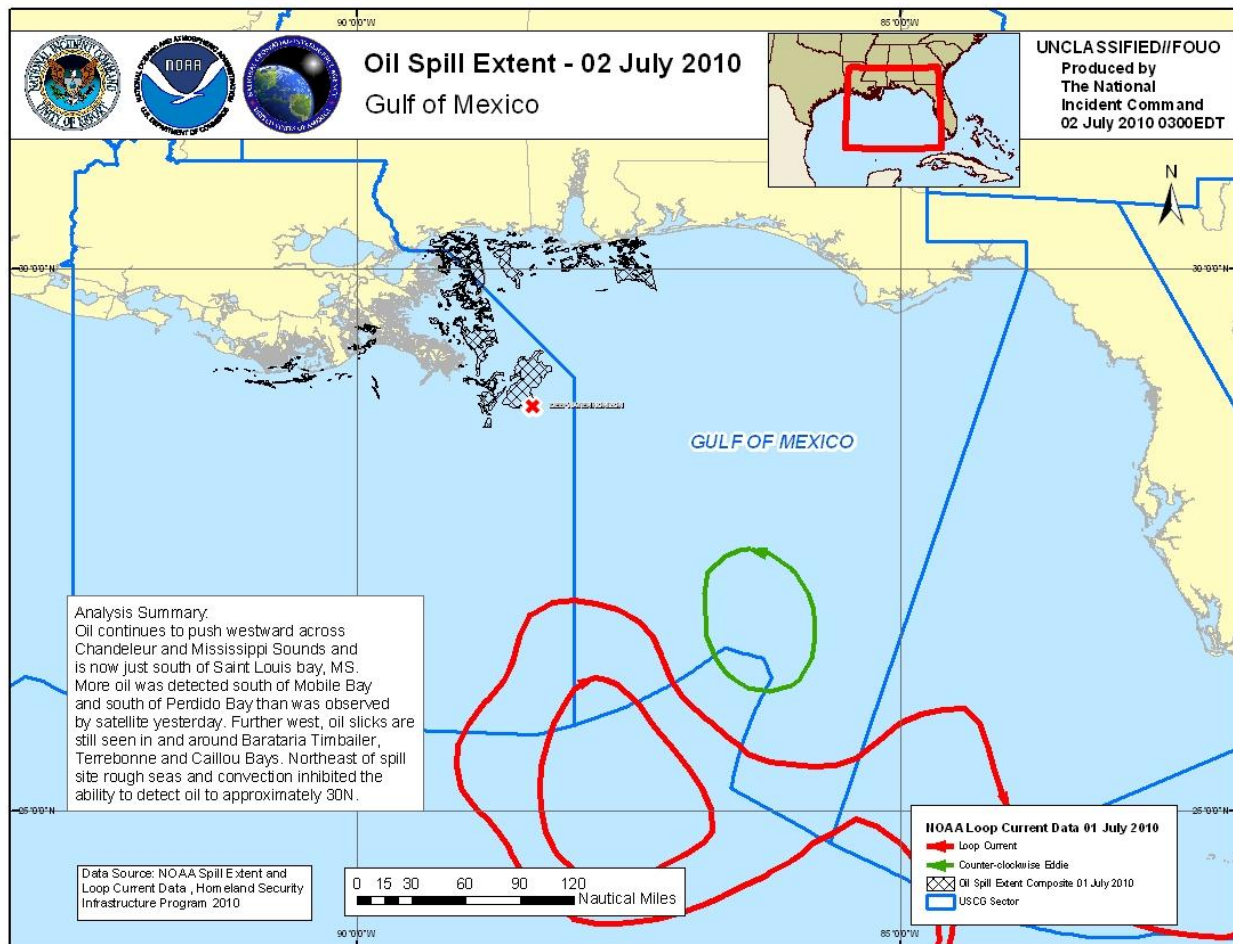 90°0'0"W
85°0'0"W
NOAA
Oil Spill Extent - 02 July 2010
Gulf of Mexico
UNCLASSIFIED//FOUO
Produced by
The National
Incident Command
02 July 2010 0300EDT
N
30°0'0"N
30°0'0"N
DEEPWATER HORIZON
GULF OF MEXICO
Analysis Summary:
Oil continues to push westward across
Chandeleur and Mississippi Sounds and
is now just south of Saint Louis bay, MS.
More oil was detected south of Mobile Bay
and south of Perdido Bay than was observed
by satellite yesterday. Further west, oil slicks are
still seen in and around Barataria Timbailer,
Terrebonne and Caillou Bays. Northeast of spill
site rough seas and convection inhibited the
ability to detect oil to approximately 30N.
25°0'0"N
25°0'0"N
NOAA Loop Current Data 01 July 2010
Loop Current
Counter-clockwise Eddie
Oil Spill Extent Composite 01 July 2010
USCG Sector
Data Source: NOAA Spill Extent and
Loop Current Data , Homeland Security
Infrastructure Program 2010
0 15 30 60 90 120
Nautical Miles
90°0'0"W
85°0'0"W